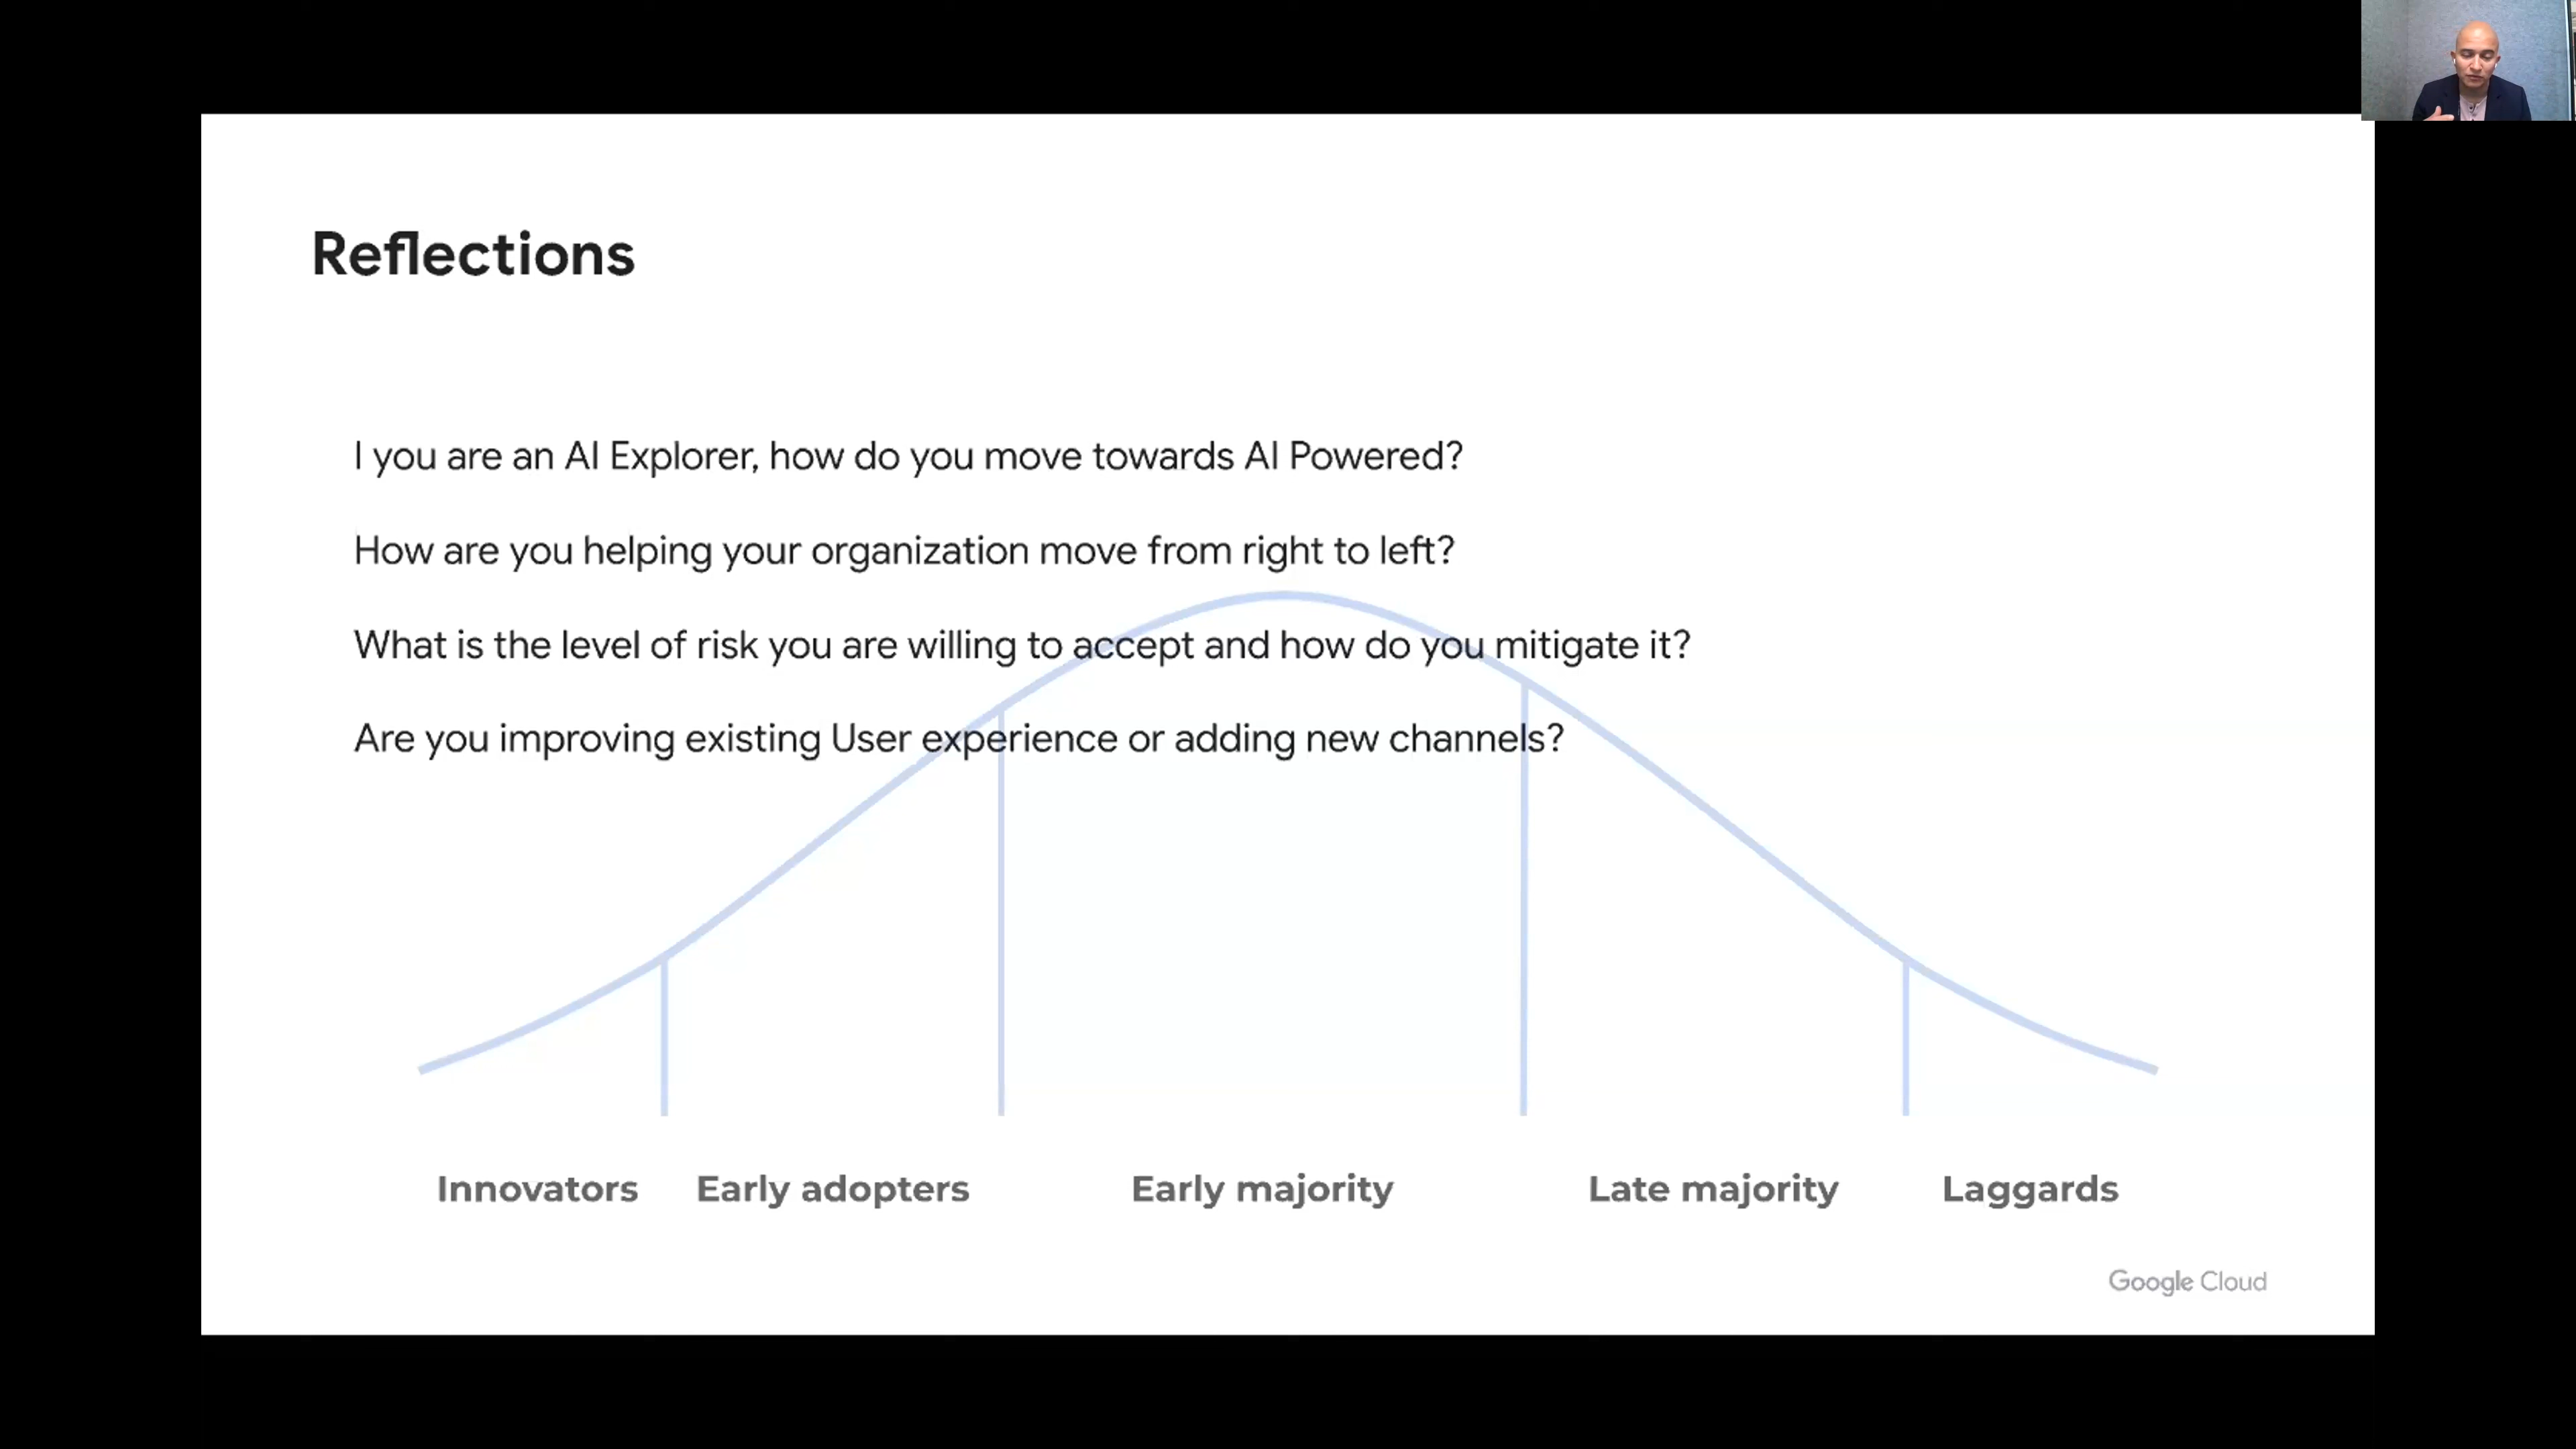 Reflections
I you are an AI Explorer, how do you move towards AI Powered?
How are you helping your organization move from right to left?
What is the level of risk you are willing to accept and how do you mitigate it?
Are you improving existing User experience or adding new channels?
Innovators Early adopters Early majority Late majority Laggards
Google Cloud